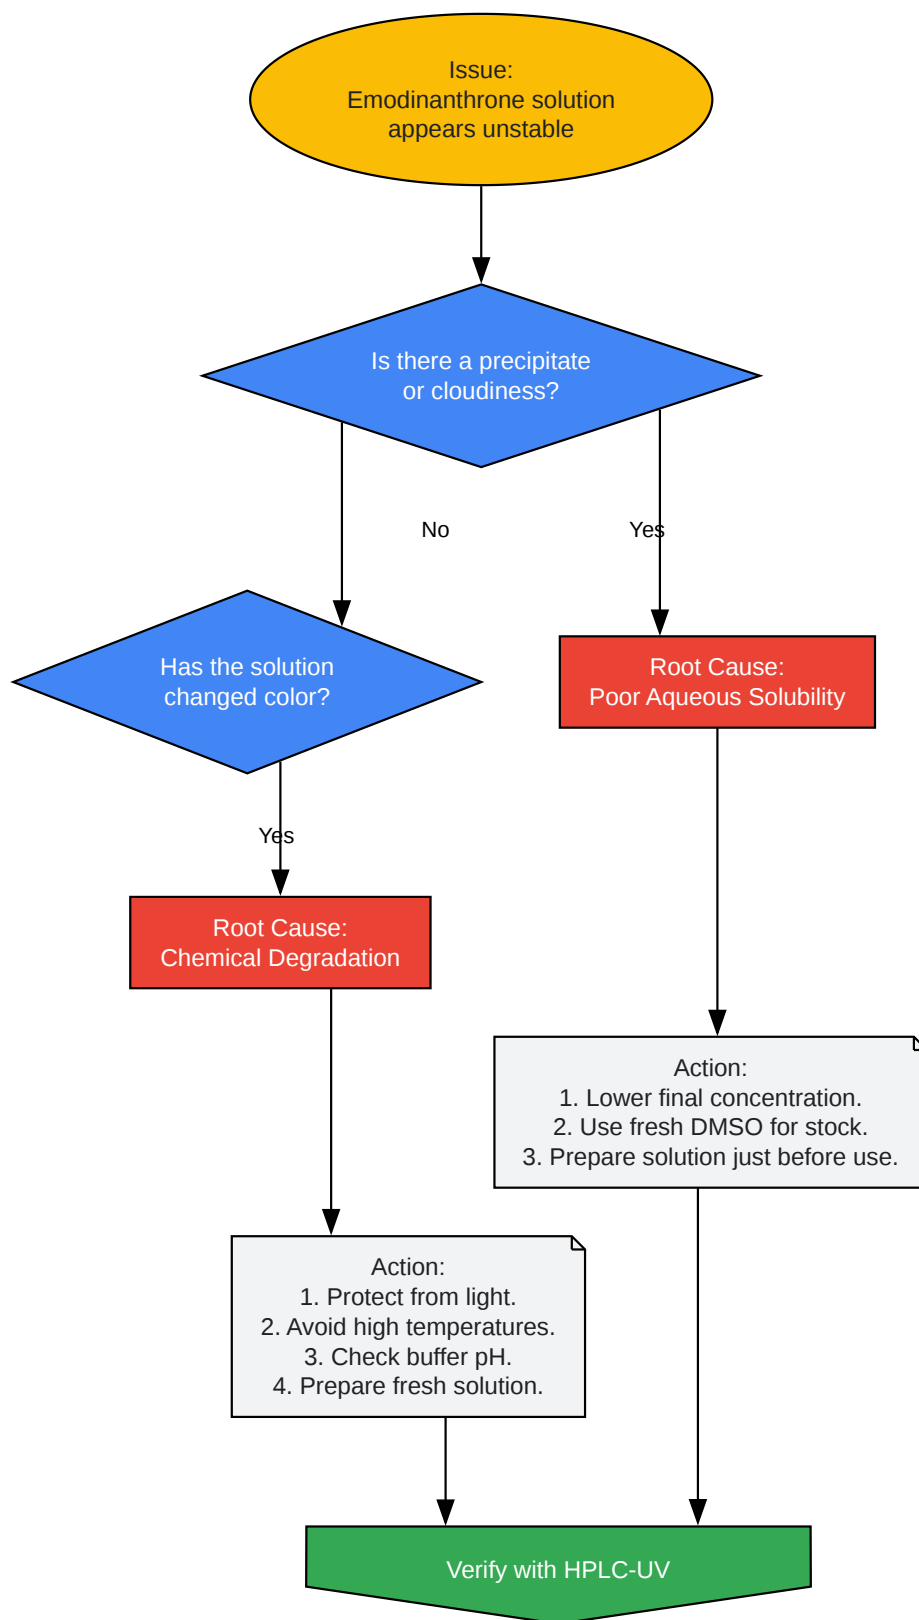 Issue:
Emodinanthrone solution
appears unstable
Is there a precipitate
or cloudiness?
No
Yes
Has the solution
changed color?
Root Cause:
Poor Aqueous Solubility
Yes
Root Cause:
Chemical Degradation
Action:
1. Lower final concentration.
2. Use fresh DMSO for stock.
3. Prepare solution just before use.
Action:
1. Protect from light.
2. Avoid high temperatures.
3. Check buffer pH.
4. Prepare fresh solution.
Verify with HPLC-UV